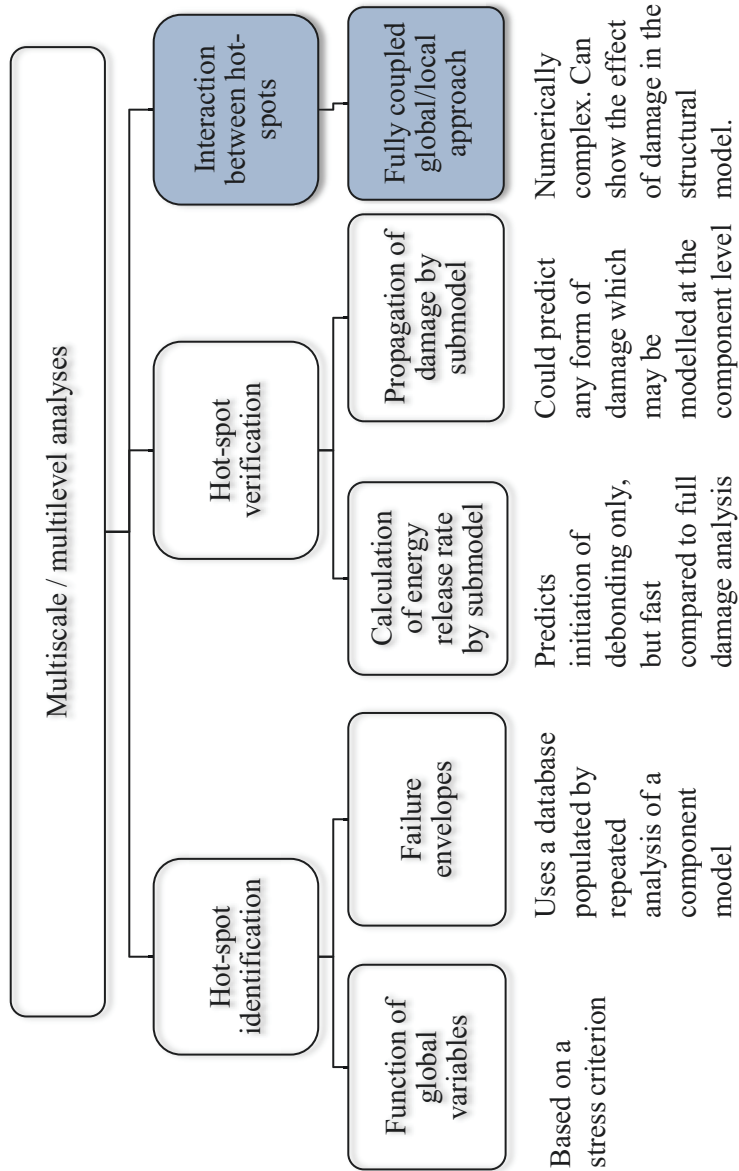 Multiscale / multilevel analyses
Hot-spot
identification
Hot-spot
verification
Interaction
between hot-
spots
Function of
global
variables
Failure
envelopes
Calculation
of energy
release rate
by submodel
Propagation of
damage by
submodel
Fully coupled
global/local
approach
Based on a
stress criterion
Uses a database
populated by
repeated
analysis of a
component
model
Predicts
initiation of
debonding only,
but fast
compared to full
damage analysis
Could predict
any form of
damage which
may be
modelled at the
component level
Numerically
complex. Can
show the effect
of damage in the
structural
model.